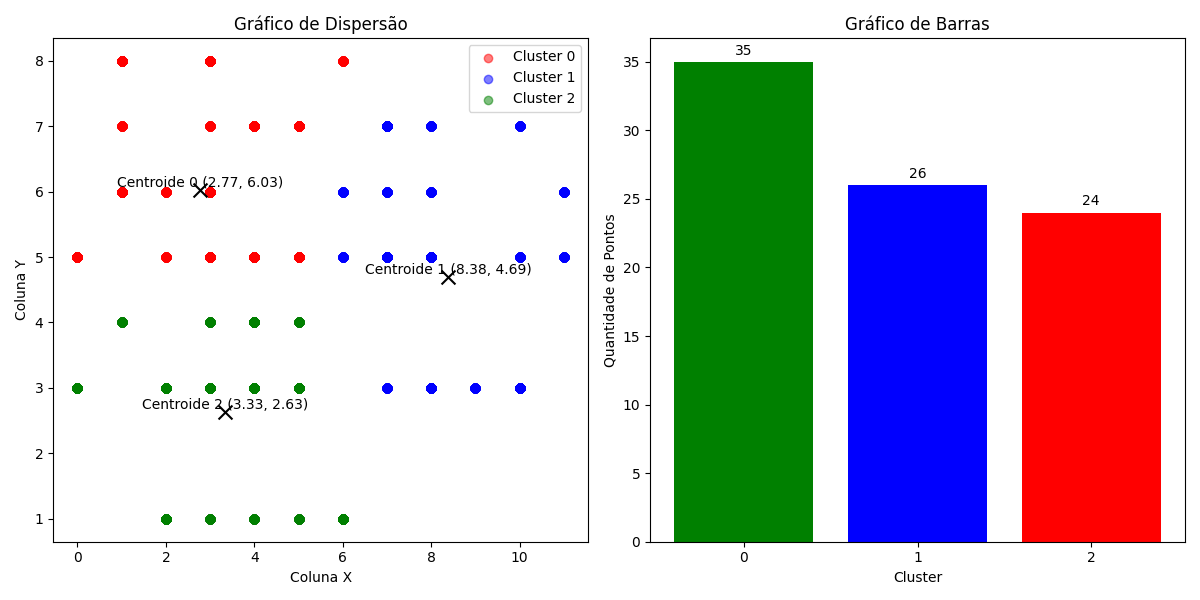 Gráfico de Dispersão
Coluna Y
8
7
6
5
4
3
2
1
0
2
4
6
8
10
Coluna X
Cluster 0
Cluster 1
Cluster 2
Centroide 0 (2.77, 6.03)
Centroide 1 (8.38, 4.69)
Centroide 2 (3.33, 2.63)
Gráfico de Barras
Quantidade de Pontos
35
30
25
20
15
10
5
0
35
26
24
0
1
2
Cluster